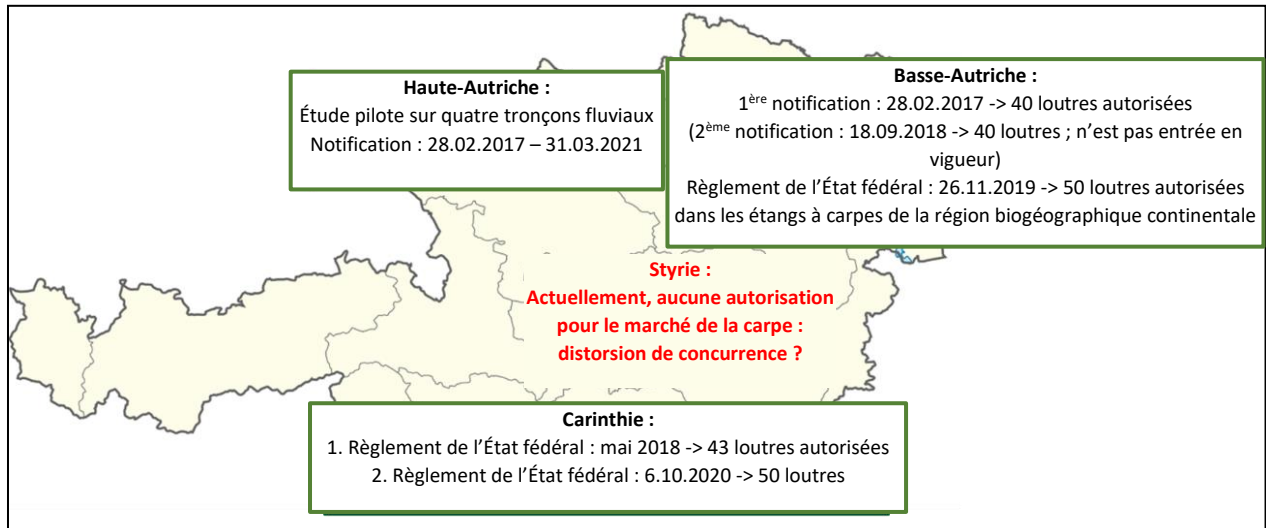 Haute-Autriche :
Étude pilote sur quatre tronçons fluviaux
Notification : 28.02.2017 – 31.03.2021
Basse-Autriche :
1ère notification : 28.02.2017 -> 40 loutres autorisées
(2ème notification : 18.09.2018 -> 40 loutres ; n’est pas entrée en
vigueur)
Règlement de l’État fédéral : 26.11.2019 -> 50 loutres autorisées
dans les étangs à carpes de la région biogéographique continentale
Styrie :
Actuellement, aucune autorisation
pour le marché de la carpe :
distorsion de concurrence ?
Carinthie :
1. Règlement de l’État fédéral : mai 2018 -> 43 loutres autorisées
2. Règlement de l’État fédéral : 6.10.2020 -> 50 loutres